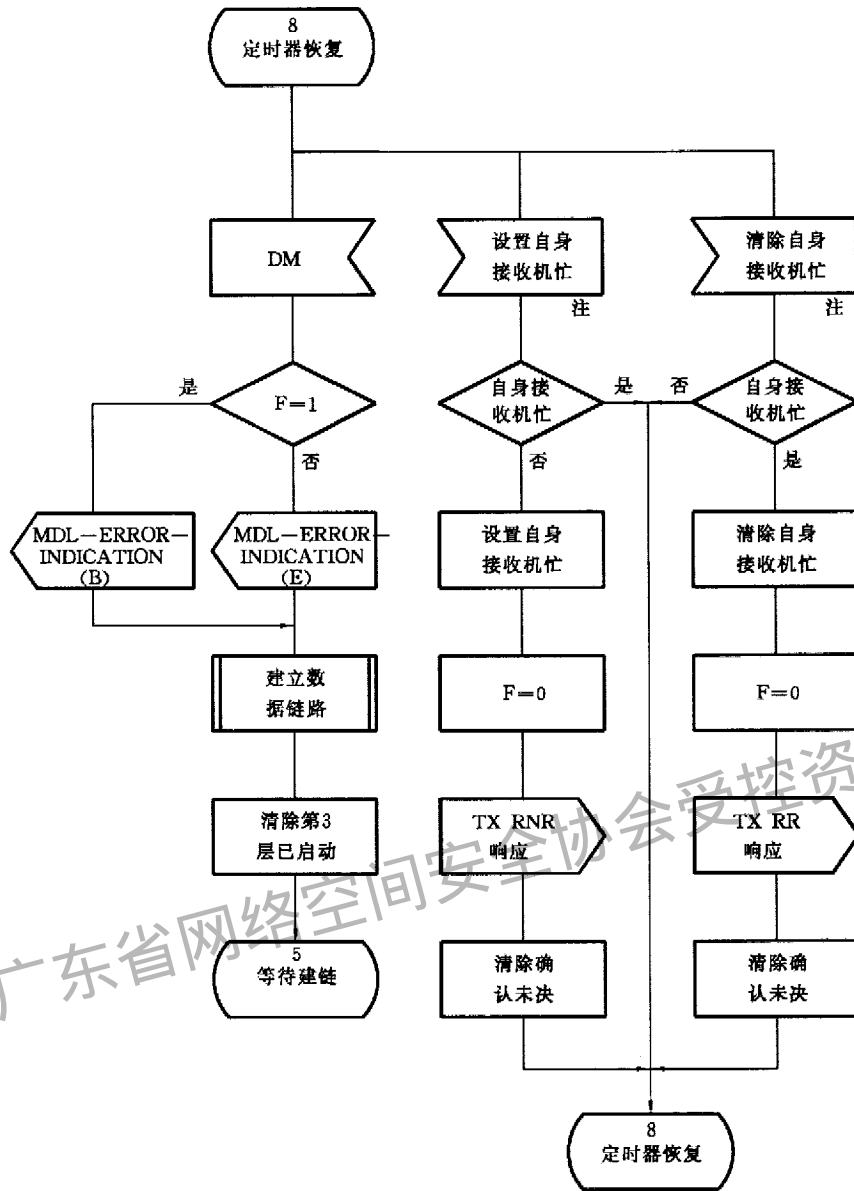 8
定时器恢复
DM
设置自身
接收机忙
注
清除自身
接收机忙
注
F=1
是
否
自身接
收机忙
是
否
自身接
收机忙
否
是
MDL-ERROR-
INDICATION
(B)
MDL-ERROR-
INDICATION
(E)
设置自身
接收机忙
清除自身
接收机忙
建立数
据链路
F=0
F=0
清除第3
层已启动
TX RNR
响应
TX RR
响应
5
等待建链
清除确
认未决
清除确
认未决
8
定时器恢复
广东省网络空间安全协会受控资